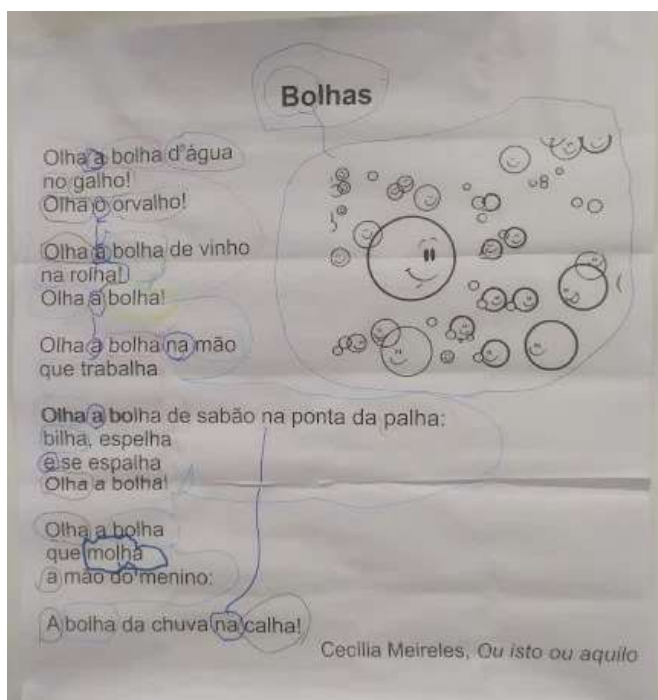 Bolhas
Olha a bolha d'água
no galho!
Olha o orvalho!
Olha a bolha de vinho
na rolha!
Olha a bolha!
Olha a bolha na mão
que trabalha
Olha a bolha de sabão na ponta da palha:
bilha, espelha
e se espalha
Olha a bolha!
Olha a bolha
que molha
a mão do menino:
A bolha da chuva na calha!
Cecília Meireles, Ou isto ou aquilo